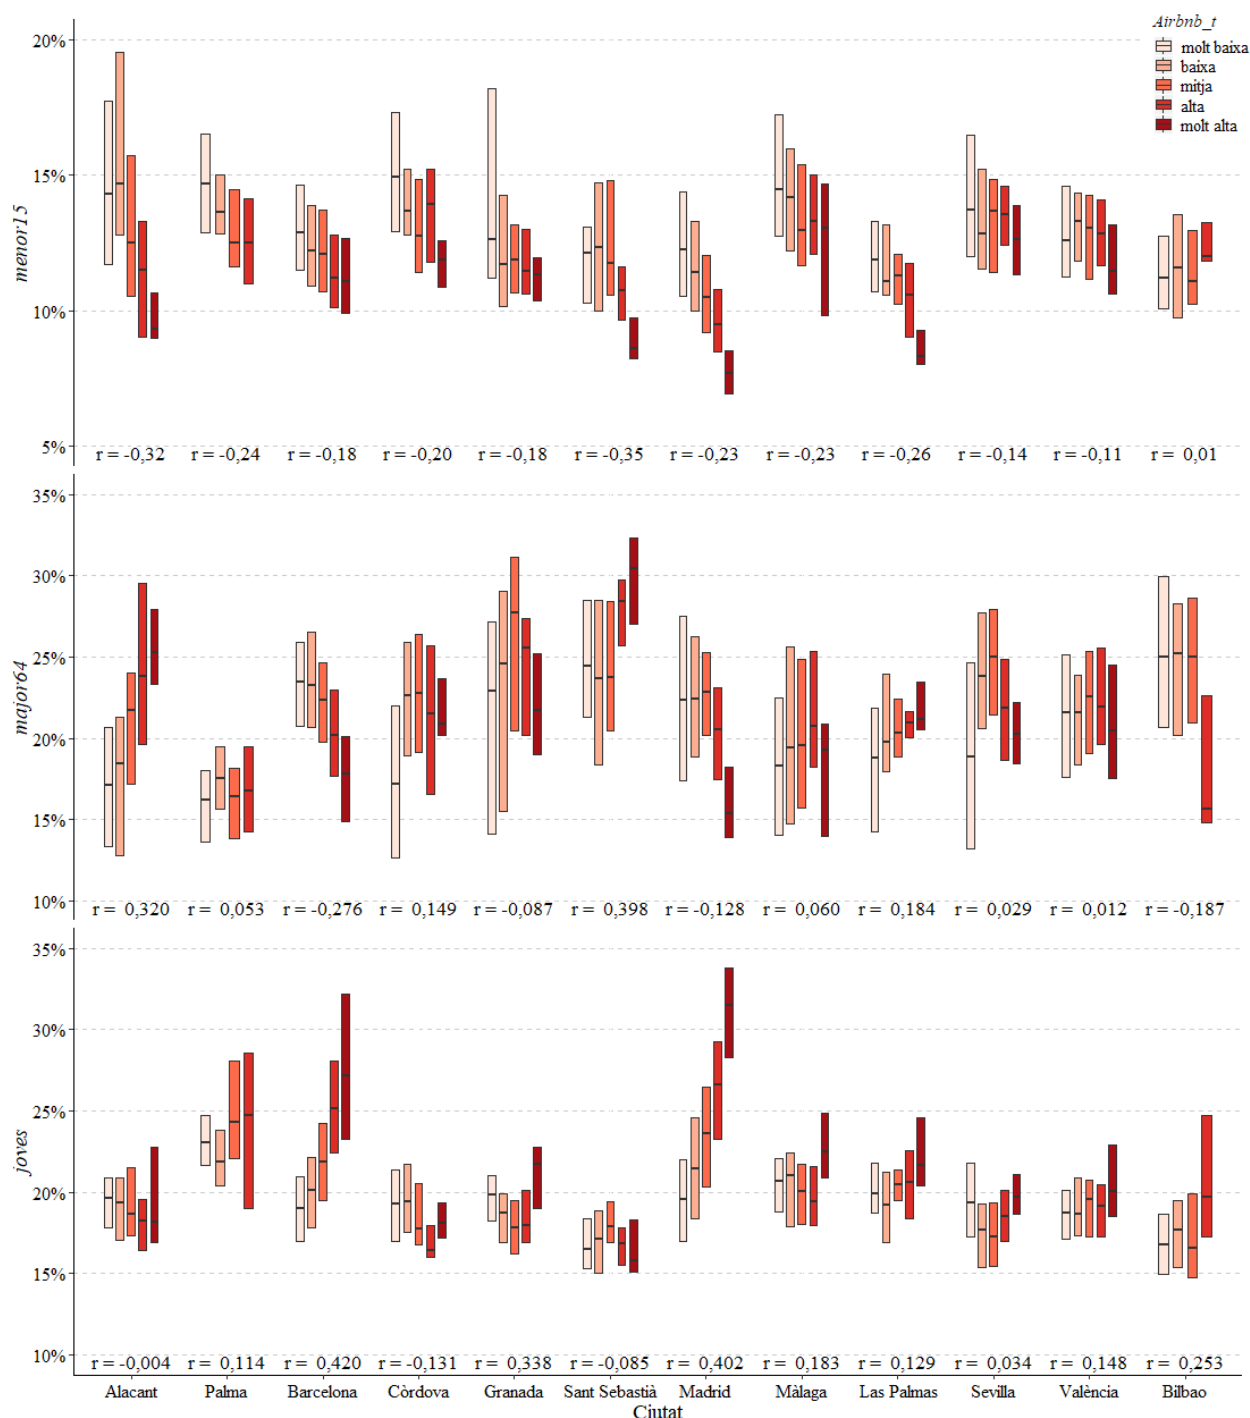 Airbnb_t
molt baixa
baixa
mitja
alta
molt alta
menor15
20%
15%
10%
5%
r = -0,32 r = -0,24 r = -0,18 r = -0,20 r = -0,18 r = -0,35 r = -0,23 r = -0,23 r = -0,26 r = -0,14 r = -0,11 r = 0,01
major64
35%
30%
25%
20%
15%
10%
r = 0,320 r = 0,053 r = -0,276 r = 0,149 r = -0,087 r = 0,398 r = -0,128 r = 0,060 r = 0,184 r = 0,029 r = 0,012 r = -0,187
joves
35%
30%
25%
20%
15%
10%
r = -0,004 r = 0,114 r = 0,420 r = -0,131 r = 0,338 r = -0,085 r = 0,402 r = 0,183 r = 0,129 r = 0,034 r = 0,148 r = 0,253
Alacant Palma Barcelona Còrdova Granada Sant Sebastià Madrid Màlaga Las Palmas Sevilla València Bilbao
Ciutat